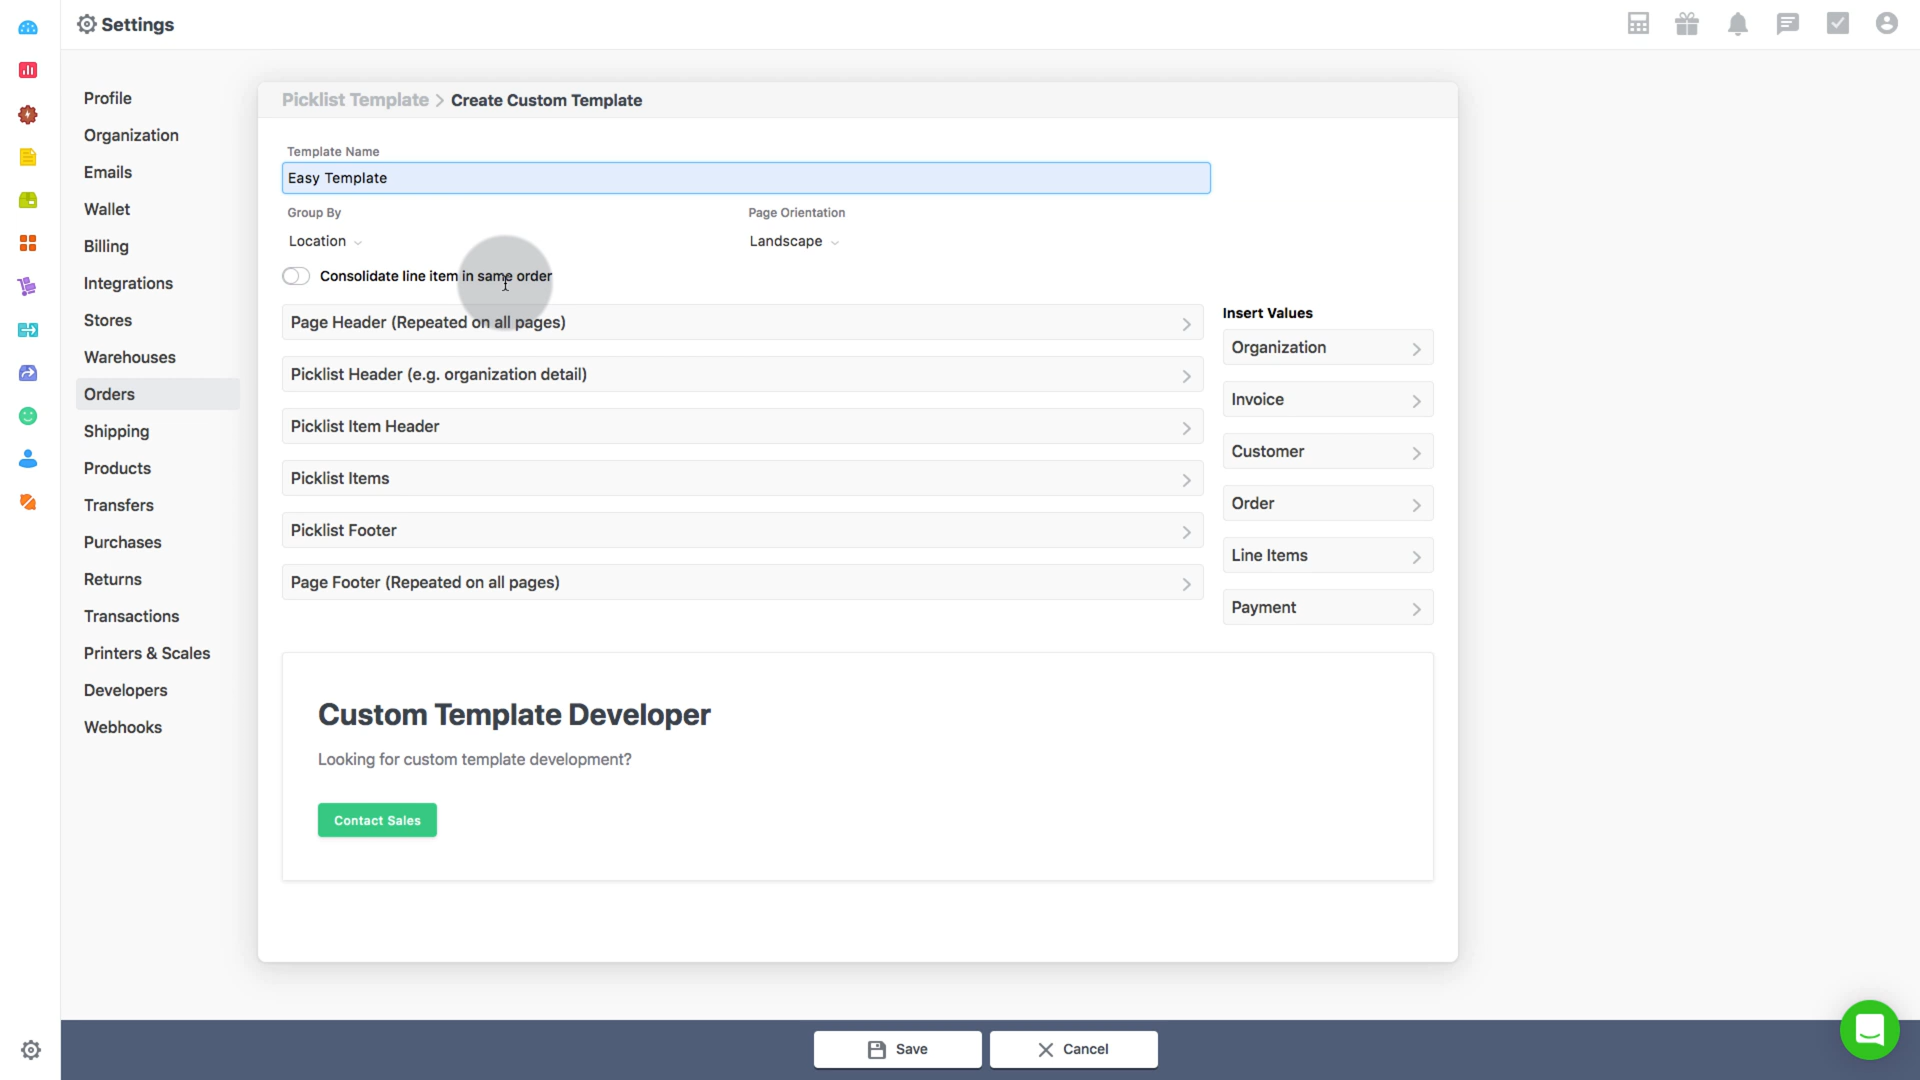 Settings
Profile
Organization
Emails
Wallet
Billing
Integrations
Stores
Warehouses
Orders
Shipping
Products
Transfers
Purchases
Returns
Transactions
Printers & Scales
Developers
Webhooks
Picklist Template > Create Custom Template
Template Name
Easy Template
Group By
Page Orientation
Location
Landscape
Consolidate line item in same order
Page Header (Repeated on all pages)
Picklist Header (e.g. organization detail)
Picklist Item Header
Picklist Items
Picklist Footer
Page Footer (Repeated on all pages)
Insert Values
Organization
Invoice
Customer
Order
Line Items
Payment
Custom Template Developer
Looking for custom template development?
Contact Sales
Save
Cancel